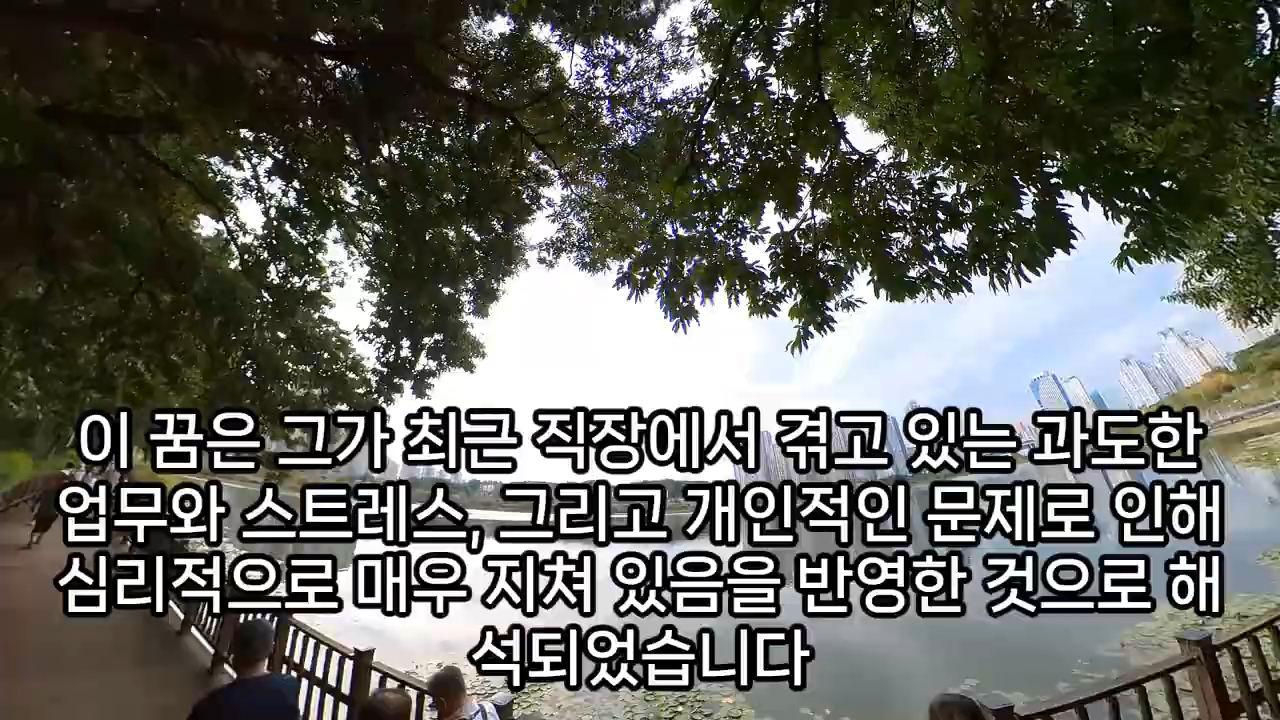 이 꿈은 그가 최근 직장에서 겪고 있는 과도한
업무와 스트레스, 그리고 개인적인 문제로 인해
심리적으로 매우 지쳐 있음을 반영한 것으로 해
석되었습니다